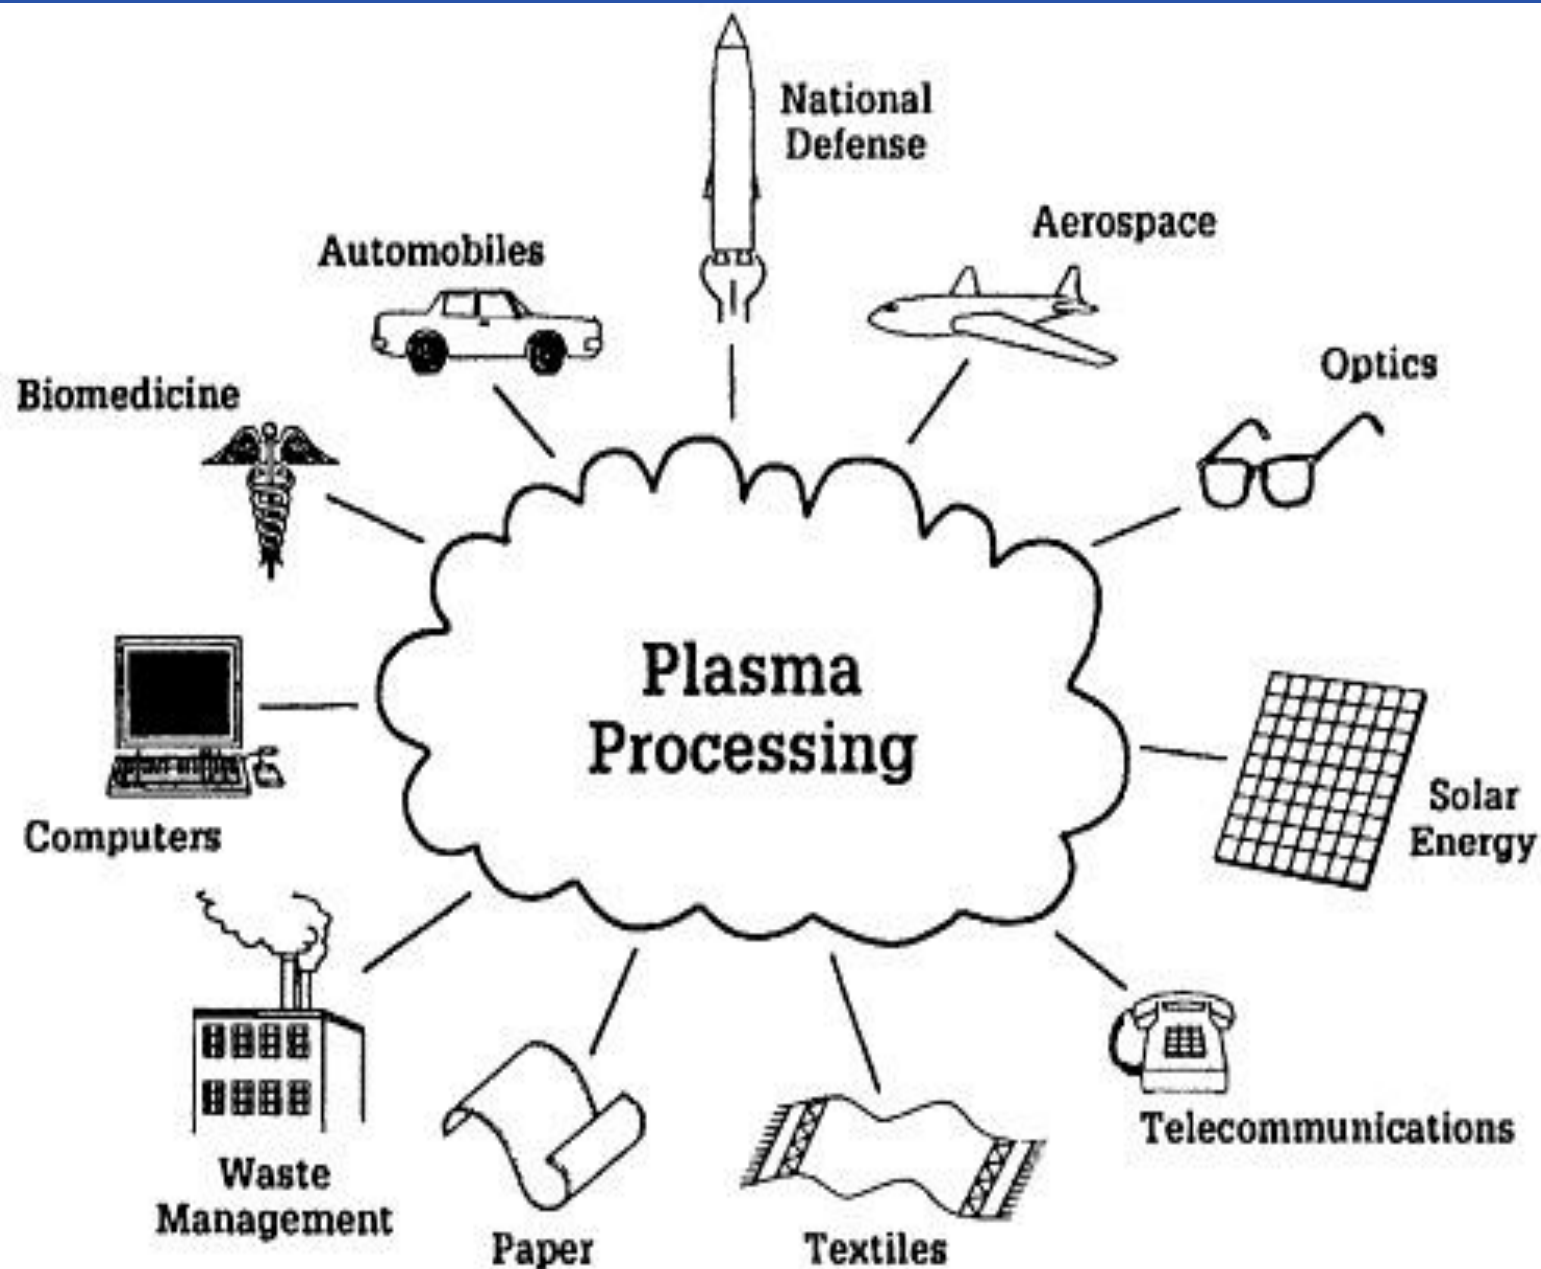 National
Defense
Aerospace
Automobiles
Optics
Biomedicine
Plasma
Processing
Solar
Energy
Computers
Telecommunications
Waste
Management
Paper
Textiles